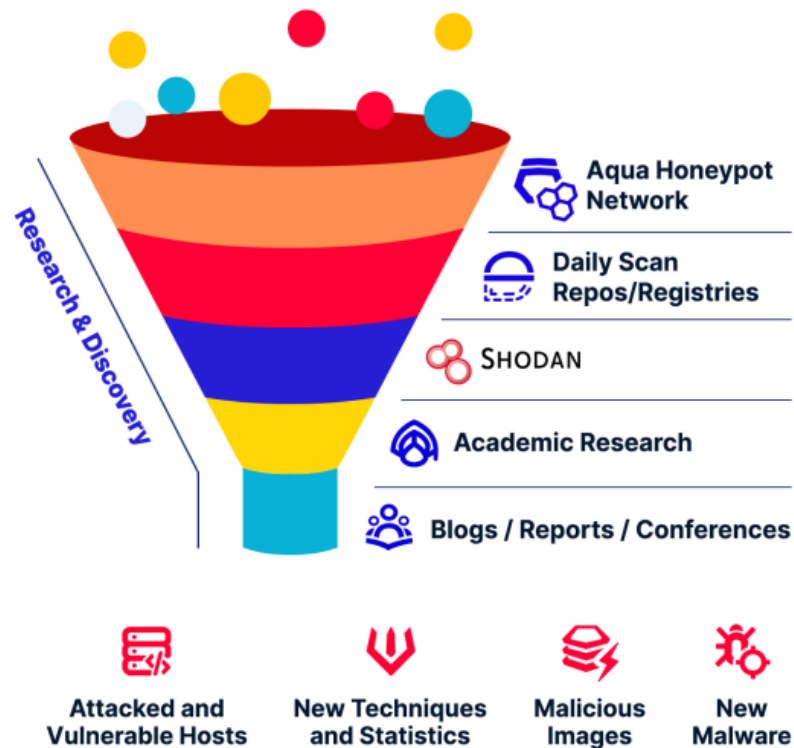 Aqua Honeypot
Network
Research & Discovery
Daily Scan
Repos/Registries
SHODAN
Academic Research
Blogs / Reports / Conferences
Attacked and
Vulnerable Hosts
New Techniques
and Statistics
Malicious
Images
New
Malware